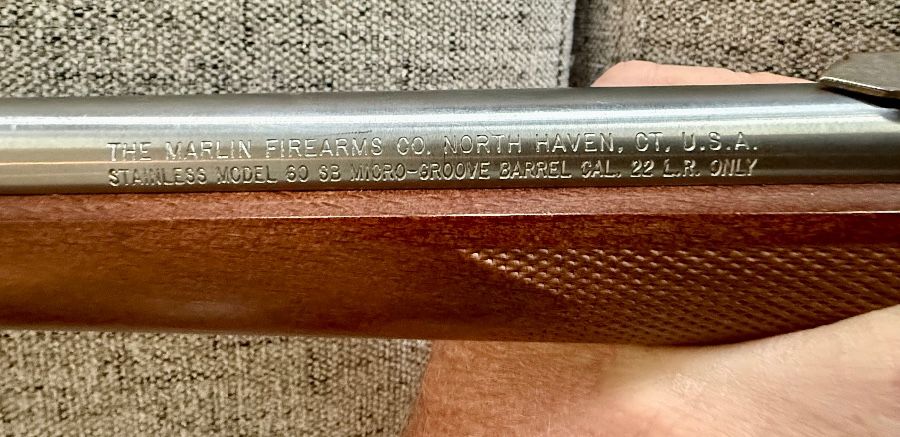 THE MARLIN FIREARMS CO. NORTH HAVEN, CT. U.S.A.
STAINLESS MODEL 60 SB MICRO-GROOVE BARREL CAL. 22 L.R. ONLY